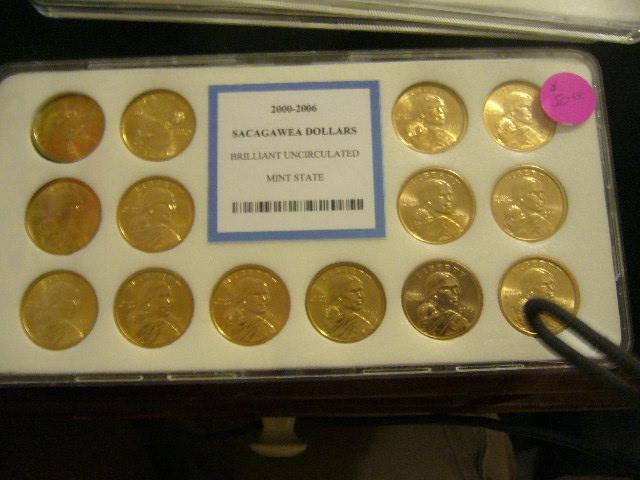 2000-2006
SACAGAWEA DOLLARS
BRILLIANT UNCIRCULATED
MINT STATE